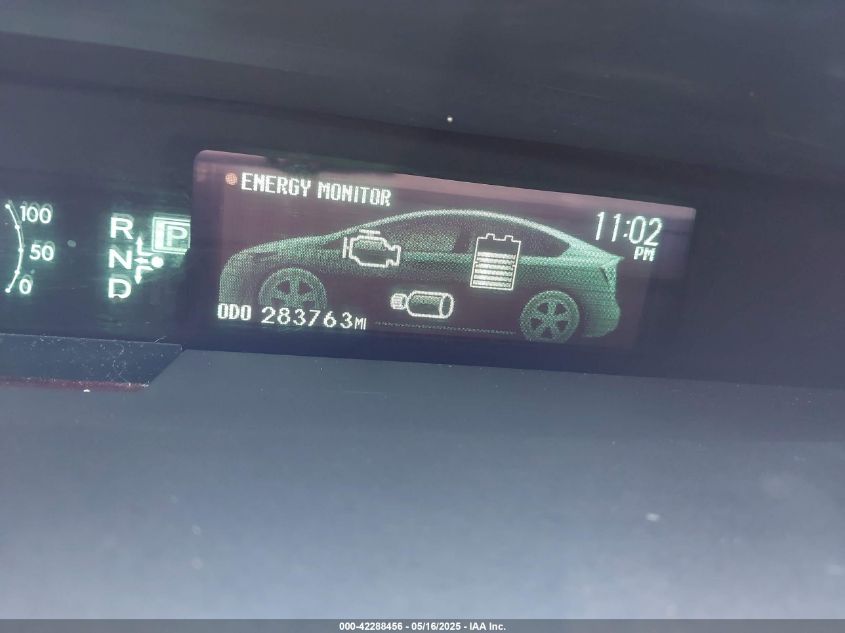 ENERGY MONITOR
11:02
PM
100
50
0
R
N
D
P
ODO 283763MI
000-42288456 - 05/16/2025 - IAA Inc.